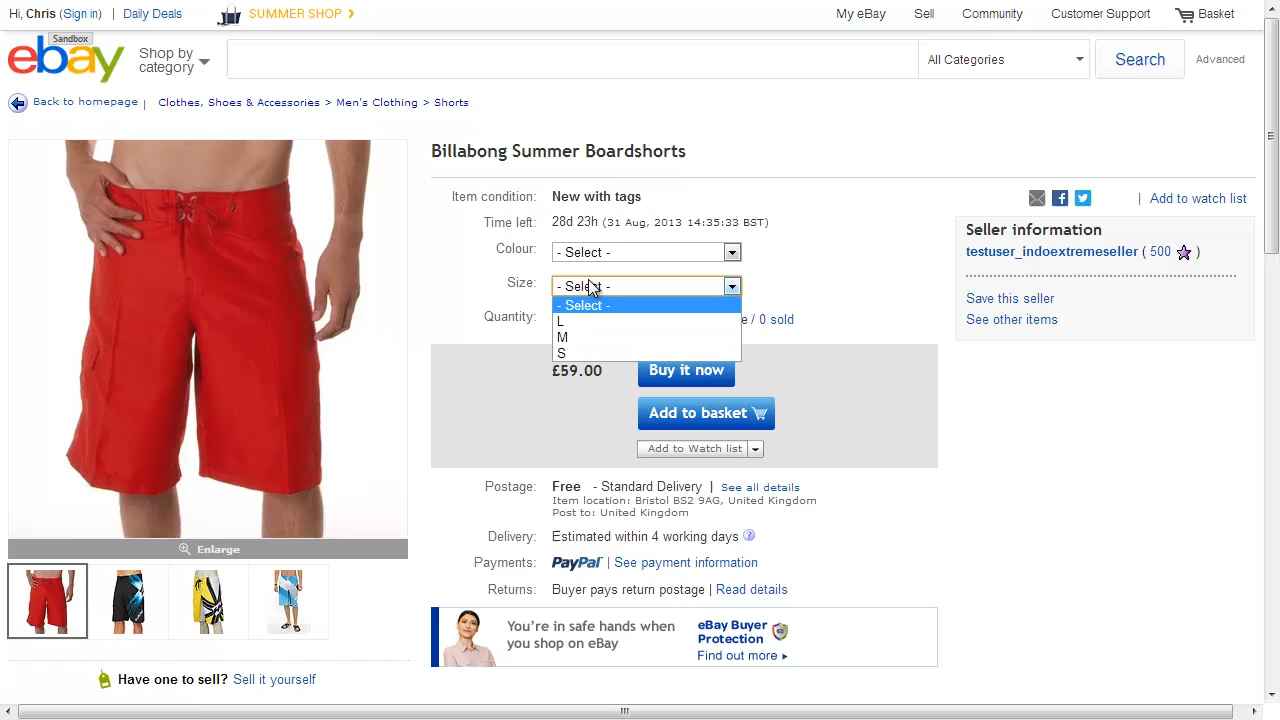 Hi, Chris (Sign in) | Daily Deals
SUMMER SHOP
My eBay Sell Community Customer Support Basket
Sandbox
ebay
Shop by
category
All Categories
Search
Advanced
Back to homepage | Clothes, Shoes & Accessories > Men's Clothing > Shorts
Billabong Summer Boardshorts
Item condition: New with tags
| Add to watch list
Time left: 28d 23h (31 Aug, 2013 14:35:33 BST)
Colour: - Select -
Size: - Select -
- Select -
L
M
S
Quantity: / 0 sold
£59.00
Buy it now
Add to basket
Add to Watch list
Seller information
testuser_indoextremeseller ( 500 )
Save this seller
See other items
Postage: Free - Standard Delivery | See all details
Item location: Bristol BS2 9AG, United Kingdom
Post to: United Kingdom
Delivery: Estimated within 4 working days
Payments: PayPal | See payment information
Returns: Buyer pays return postage | Read details
You're in safe hands when
you shop on eBay
eBay Buyer
Protection
Find out more
Enlarge
Have one to sell? Sell it yourself